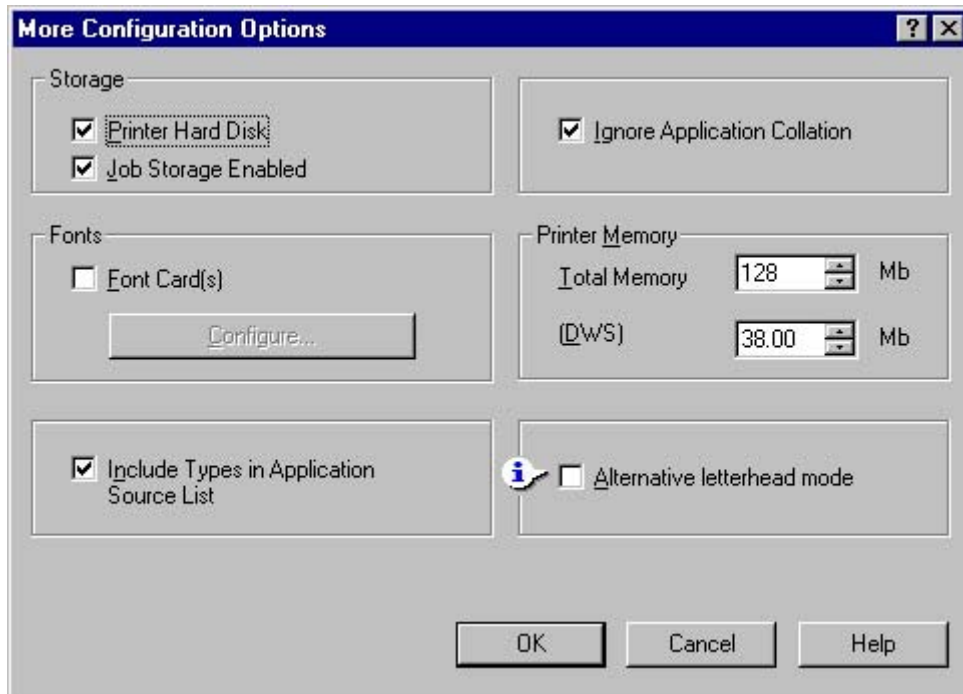 More Configuration Options
Storage
Printer Hard Disk
Job Storage Enabled
Ignore Application Collation
Fonts
Font Card(s)
Configure...
Printer Memory
Total Memory 128 Mb
(DWS) 38.00 Mb
Include Types in Application
Source List
Alternative letterhead mode
OK Cancel Help